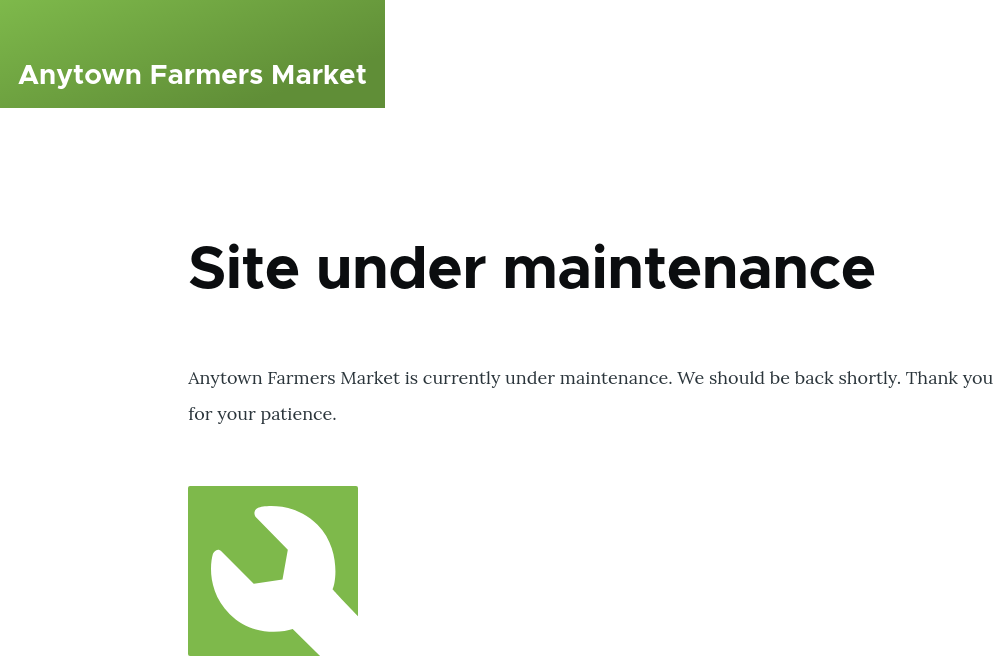 Anytown Farmers Market
Site under maintenance
Anytown Farmers Market is currently under maintenance. We should be back shortly. Thank you
for your patience.